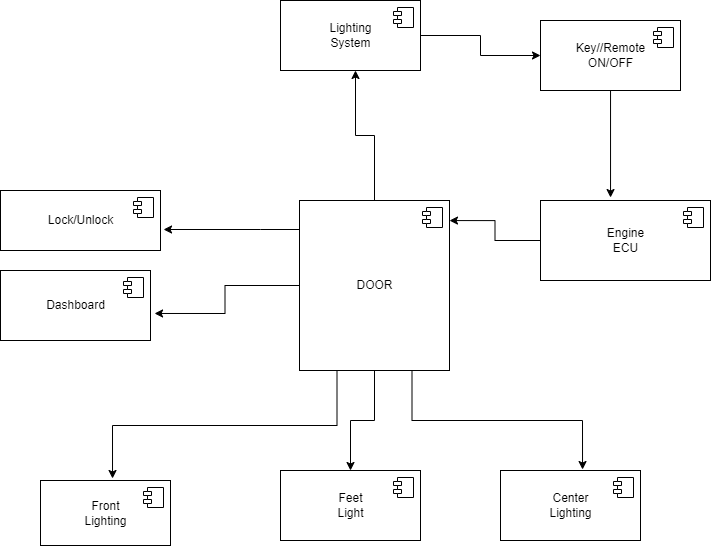 Lighting
System
Key//Remote
ON/OFF
Lock/Unlock
Engine
ECU
DOOR
Dashboard
Front
Lighting
Feet
Light
Center
Lighting